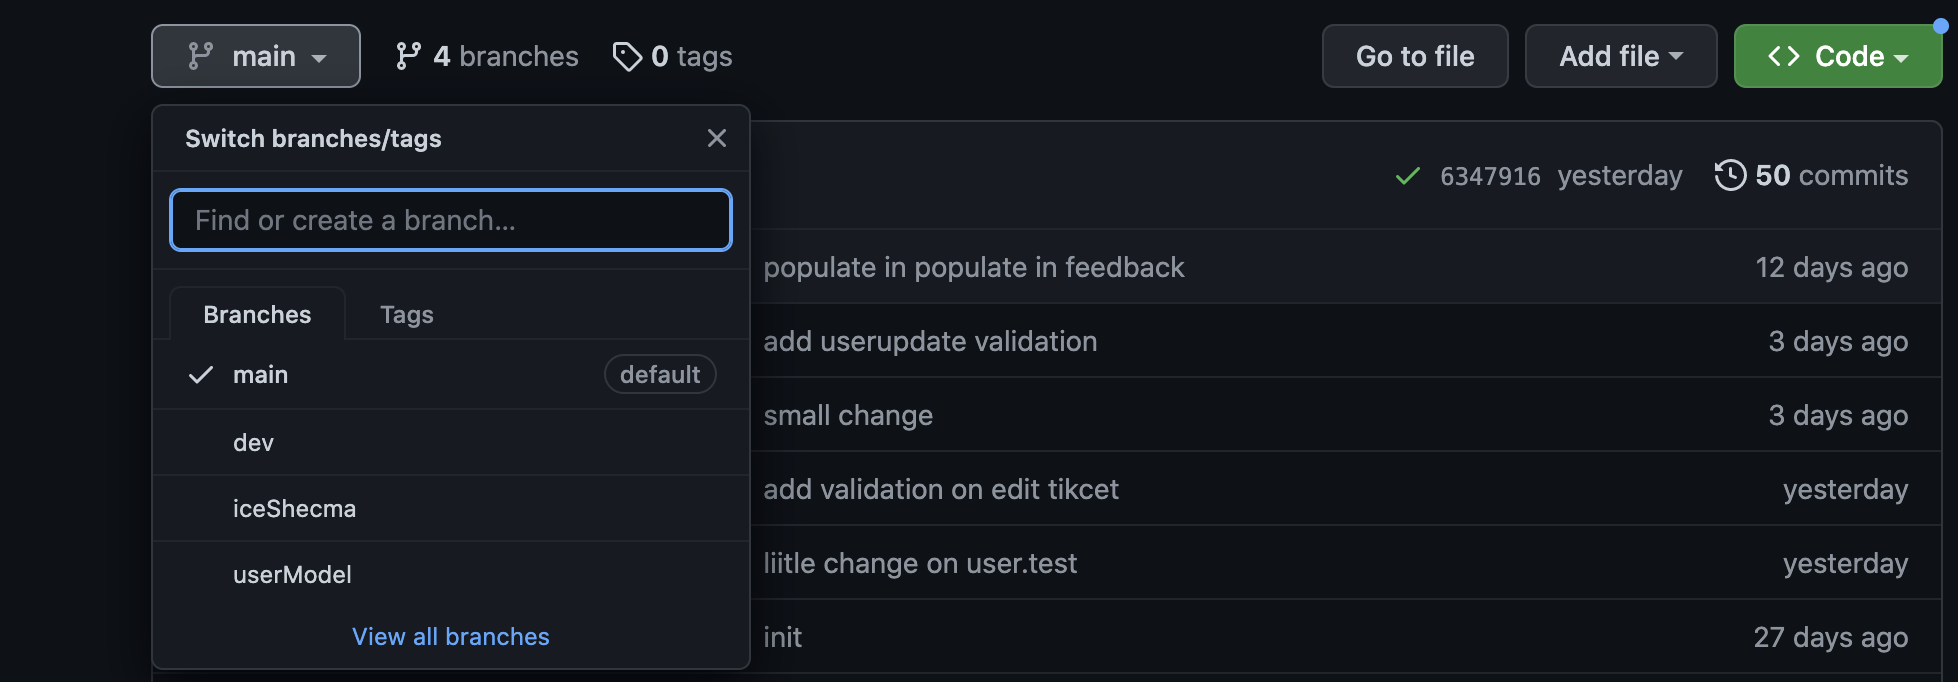 main
4 branches
0 tags
Go to file
Add file
Code
Switch branches/tags
Find or create a branch...
Branches
Tags
main
default
dev
iceShecma
userModel
View all branches
6347916 yesterday
50 commits
populate in populate in feedback
12 days ago
add userupdate validation
3 days ago
small change
3 days ago
add validation on edit tikcet
yesterday
liitle change on user.test
yesterday
init
27 days ago